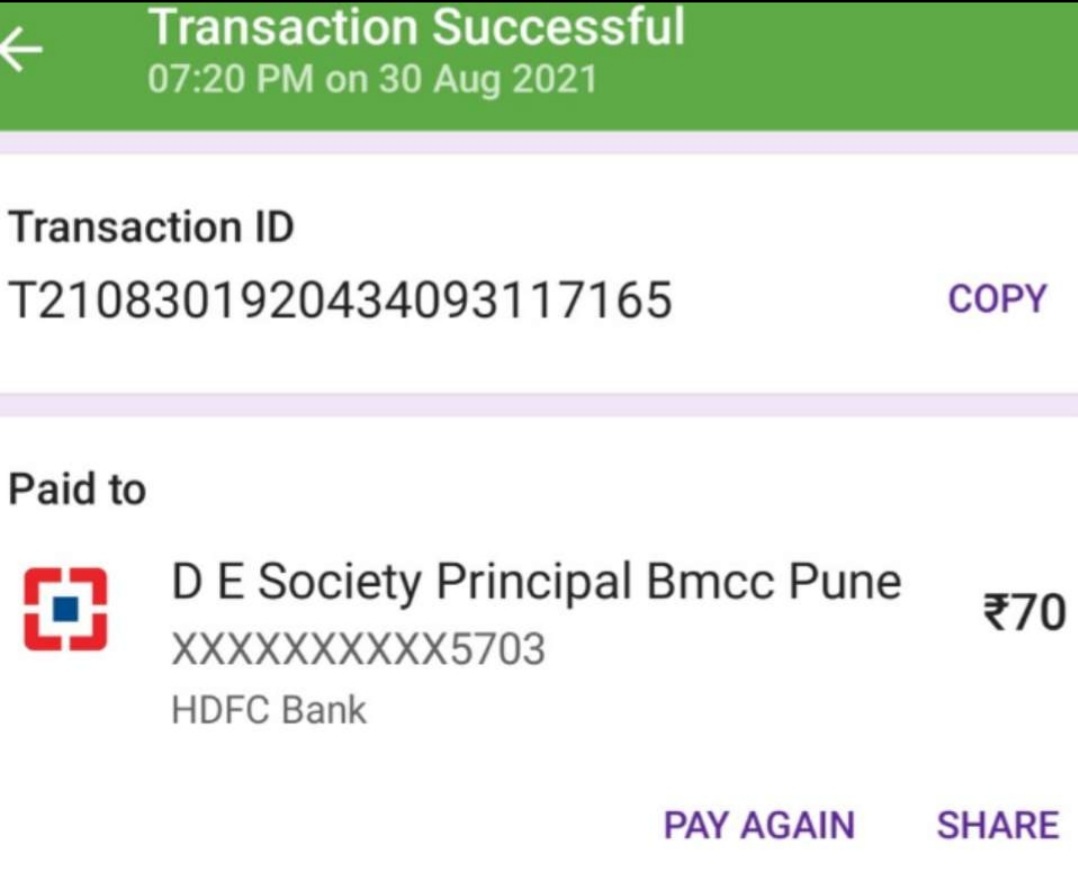 Transaction Successful
07:20 PM on 30 Aug 2021
Transaction ID
T2108301920434093117165
COPY
Paid to
D E Society Principal Bmcc Pune
₹70
XXXXXXXXXX5703
HDFC Bank
PAY AGAIN
SHARE